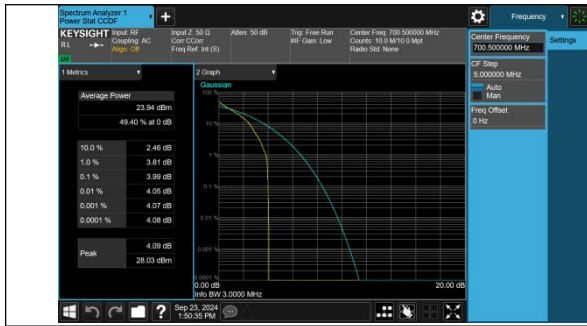 Spectrum Analyzer 1
Power Stat CCDF
Frequency
KEYSIGHT
R L
Input: RF
Coupling: AC
Align: Off
Input Z: 50 Ω
Corr CCorr
Freq Ref: Int (S)
Atten: 50 dB
Trig: Free Run
#IF Gain: Low
Center Freq: 700.500000 MHz
Counts: 10.0 M/10.0 Mpt
Radio Std: None
Center Frequency
700.500000 MHz
Settings
CF Step
5.000000 MHz
Auto
Man
Freq Offset
0 Hz
1 Metrics
Average Power
23.94 dBm
49.40 % at 0 dB
10.0 % 2.46 dB
1.0 % 3.81 dB
0.1 % 3.99 dB
0.01 % 4.05 dB
0.001 % 4.07 dB
0.0001 % 4.08 dB
Peak
4.09 dB
28.03 dBm
2 Graph
Gaussian
100 %
10 %
1 %
0.1 %
0.01 %
0.001 %
0.0001 %
0.00 dB
20.00 dB
Info BW 3.0000 MHz
?
Sep 23, 2024
1:50:35 PM